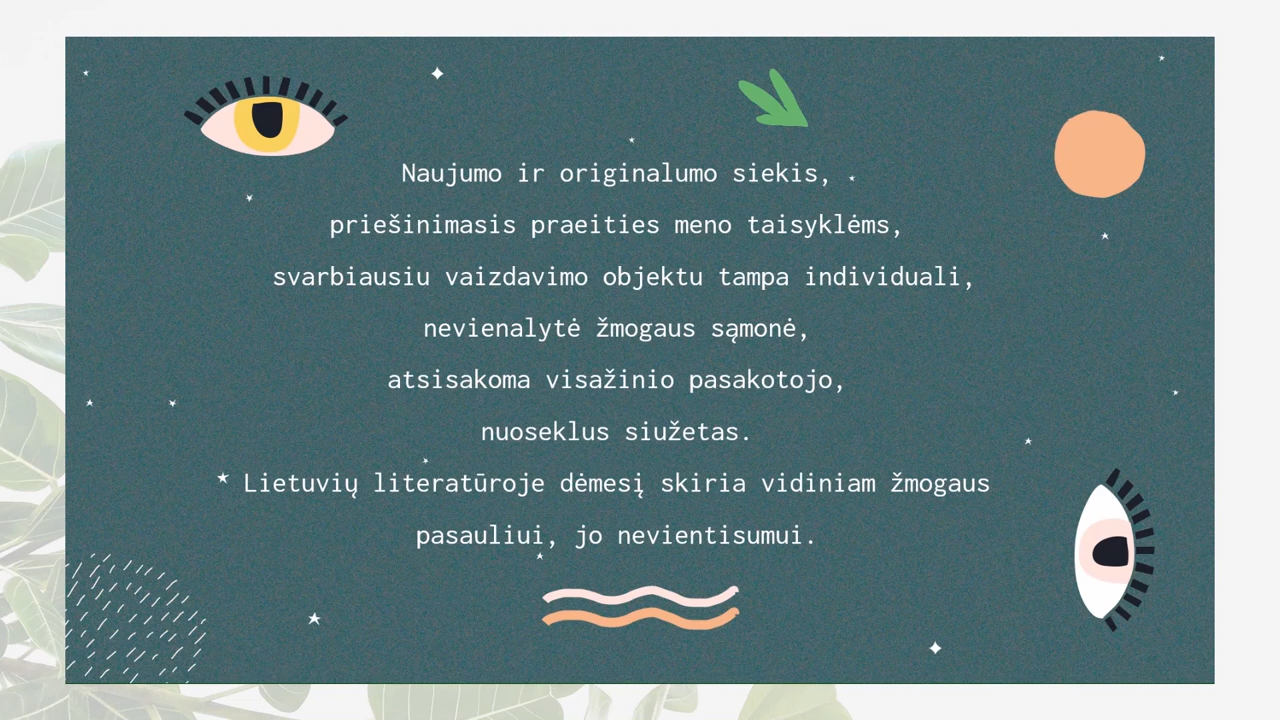 Naujumo ir originalumo siekis,
priešinimasis praeities meno taisyklėms,
svarbiausiu vaizdavimo objektu tampa individuali,
nevienalytė žmogaus sąmonė,
atsisakoma visažinio pasakotojo,
nuoseklus siužetas.
Lietuvių literatūroje dėmesį skiria vidiniam žmogaus
pasauliui, jo nevientisumui.